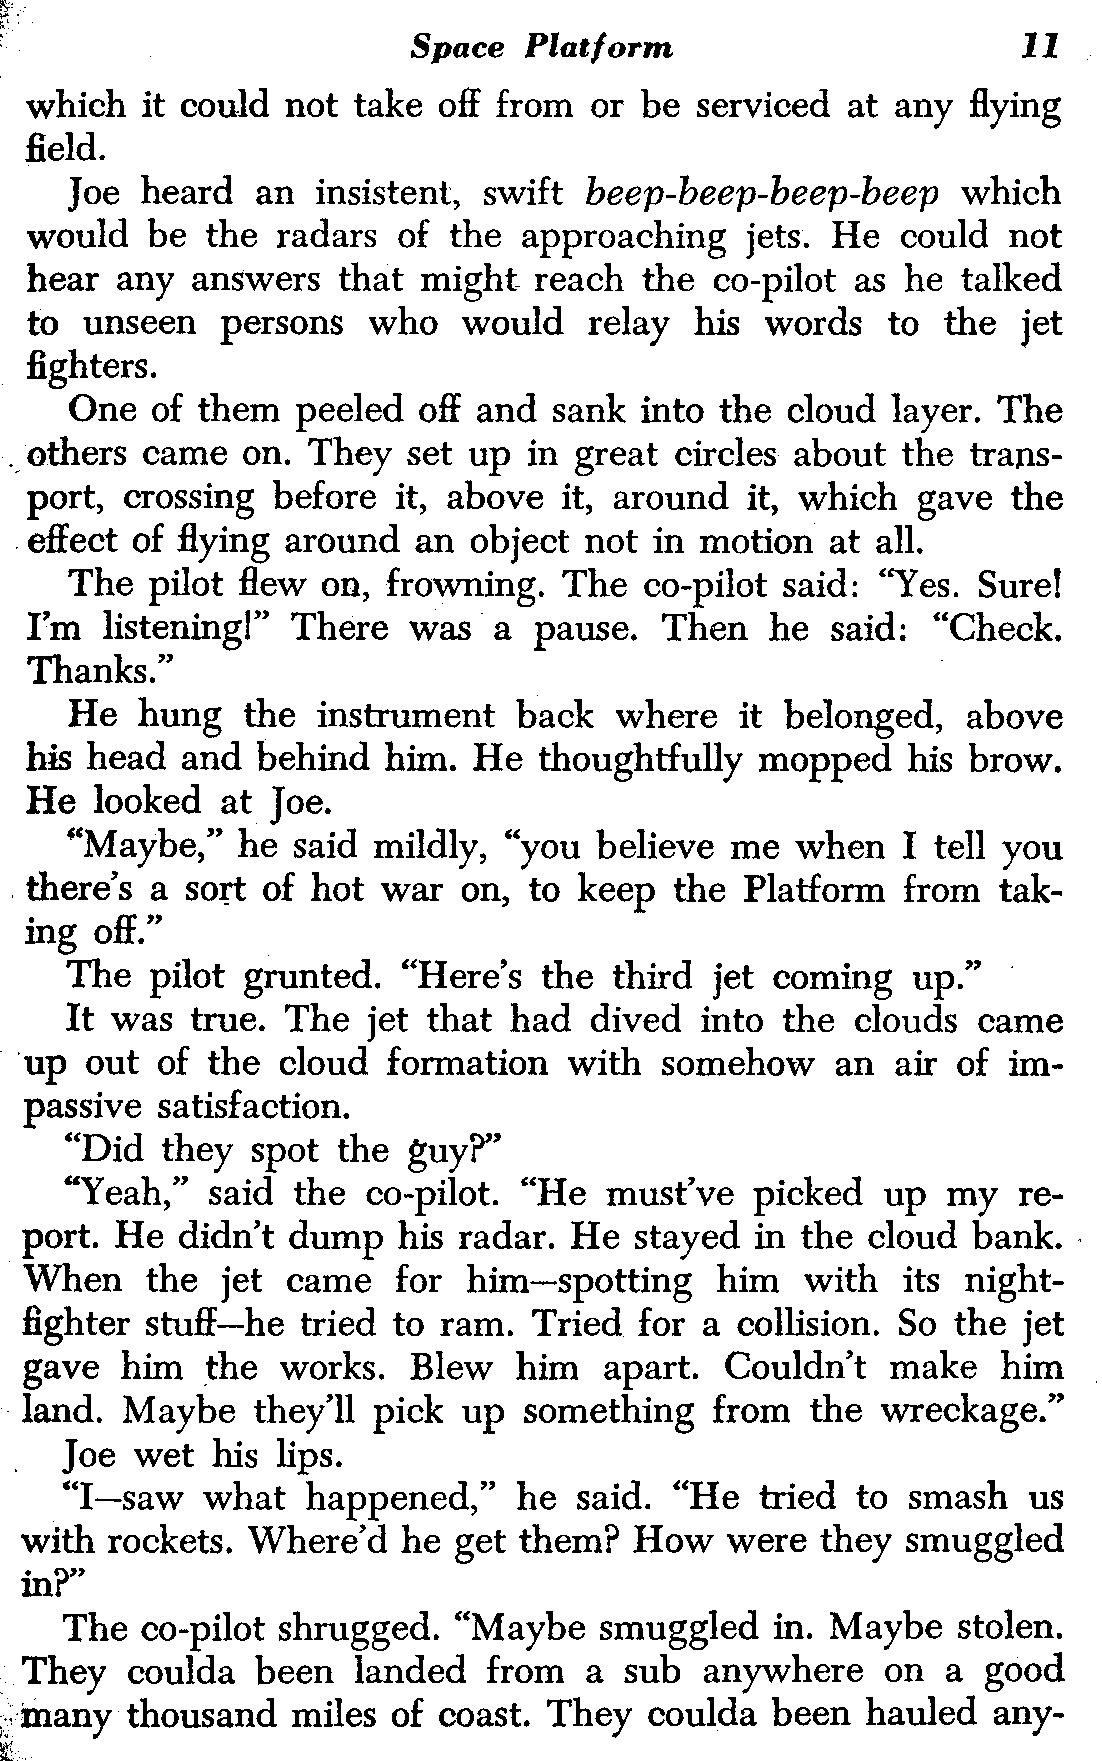 Space Platform 11
which it could not take off from or be serviced at any flying
field.
Joe heard an insistent, swift beep-beep-beep-beep which
would be the radars of the approaching jets. He could not
hear any answers that might reach the co-pilot as he talked
to unseen persons who would relay his words to the jet
fighters.
One of them peeled off and sank into the cloud layer. The
others came on. They set up in great circles about the trans-
port, crossing before it, above it, around it, which gave the
effect of flying around an object not in motion at all.
The pilot flew on, frowning. The co-pilot said: “Yes. Sure!
I’m listening!” There was a pause. Then he said: “Check.
Thanks.”
He hung the instrument back where it belonged, above
his head and behind him. He thoughtfully mopped his brow.
He looked at Joe.
“Maybe,” he said mildly, “you believe me when I tell you
there’s a sort of hot war on, to keep the Platform from tak-
ing off.”
The pilot grunted. “Here’s the third jet coming up.”
It was true. The jet that had dived into the clouds came
up out of the cloud formation with somehow an air of im-
passive satisfaction.
“Did they spot the guy?”
“Yeah,” said the co-pilot. “He must’ve picked up my re-
port. He didn’t dump his radar. He stayed in the cloud bank.
When the jet came for him—spotting him with its night-
fighter stuff—he tried to ram. Tried for a collision. So the jet
gave him the works. Blew him apart. Couldn’t make him
land. Maybe they’ll pick up something from the wreckage.”
Joe wet his lips.
“I—saw what happened,” he said. “He tried to smash us
with rockets. Where’d he get them? How were they smuggled
in?”
The co-pilot shrugged. “Maybe smuggled in. Maybe stolen.
They coulda been landed from a sub anywhere on a good
many thousand miles of coast. They coulda been hauled any-